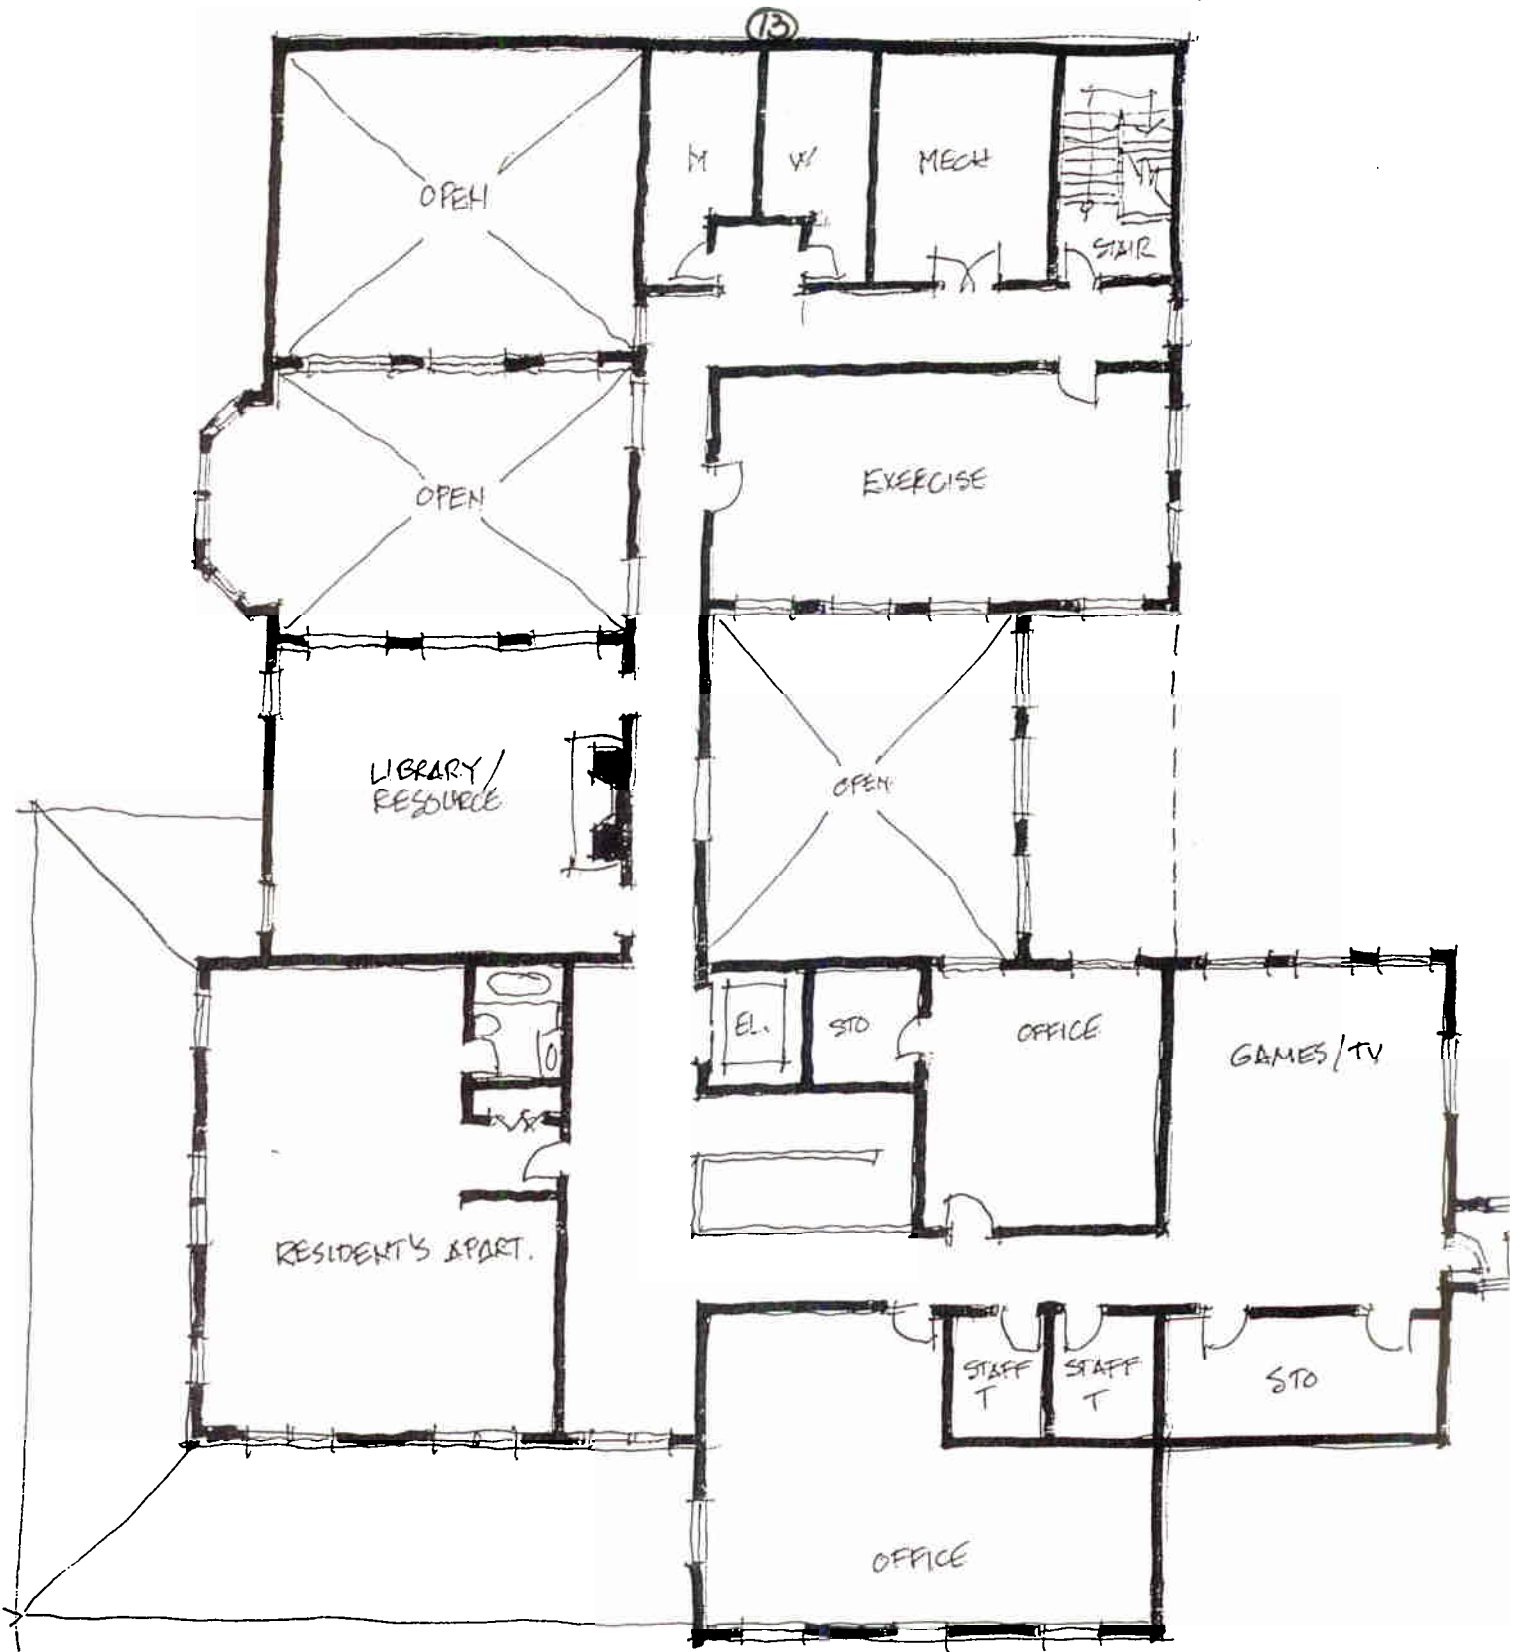 13
OPEN
M
W
MECH
STAIR
OPEN
EXERCISE
LIBRARY/
RESOURCE
OPEN
EL.
STO
OFFICE
GAMES/TV
RESIDENT'S APART.
STAFF
T
STAFF
T
STO
OFFICE